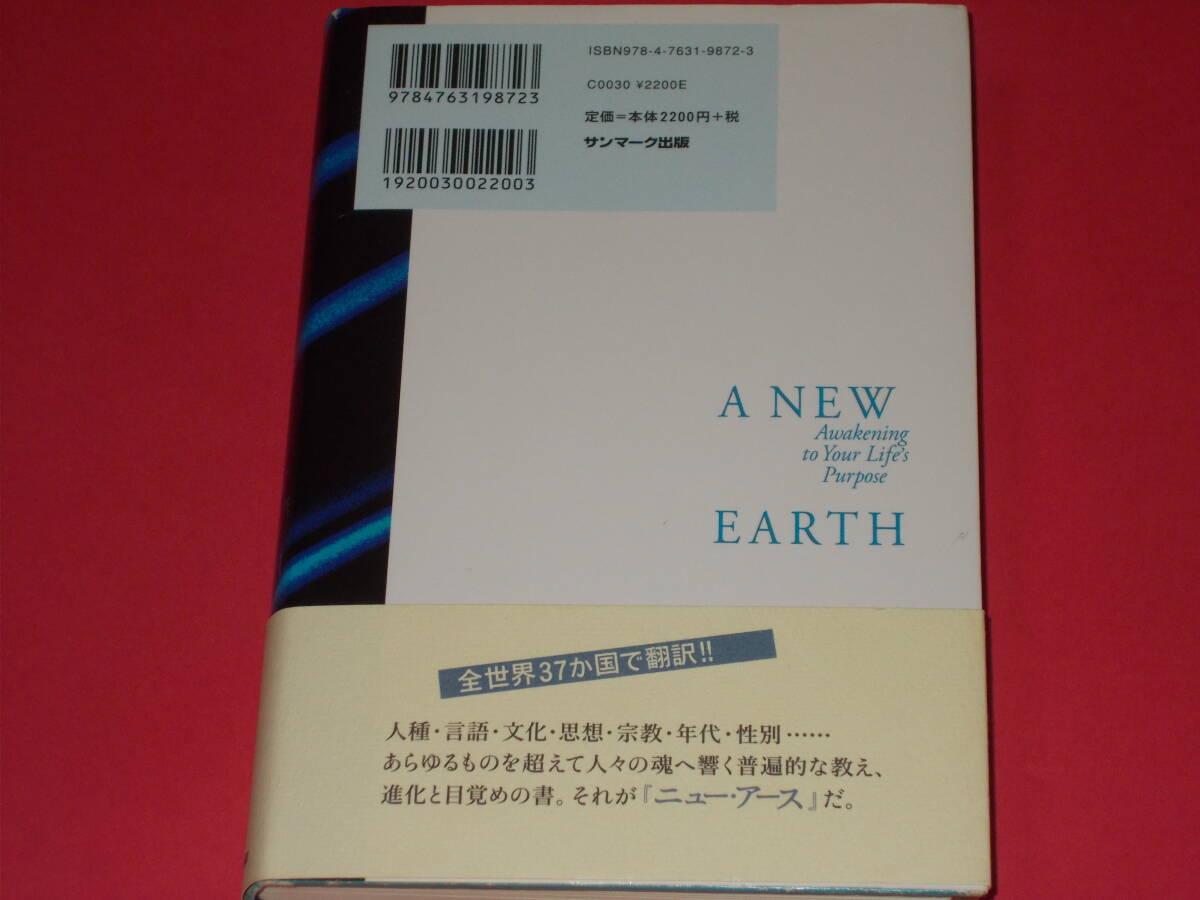 ISBN978-4-7631-9872-3
9784763198723
C0030 ¥2200E
定価=本体2200円+税
サンマーク出版
1920030022003
A NEW
Awakening
to Your Life's
Purpose
EARTH
全世界37か国で翻訳!!
人種・言語・文化・思想・宗教・年代・性別……
あらゆるものを超えて人々の魂へ響く普遍的な教え、
進化と目覚めの書。それが『ニュー・アース』だ。